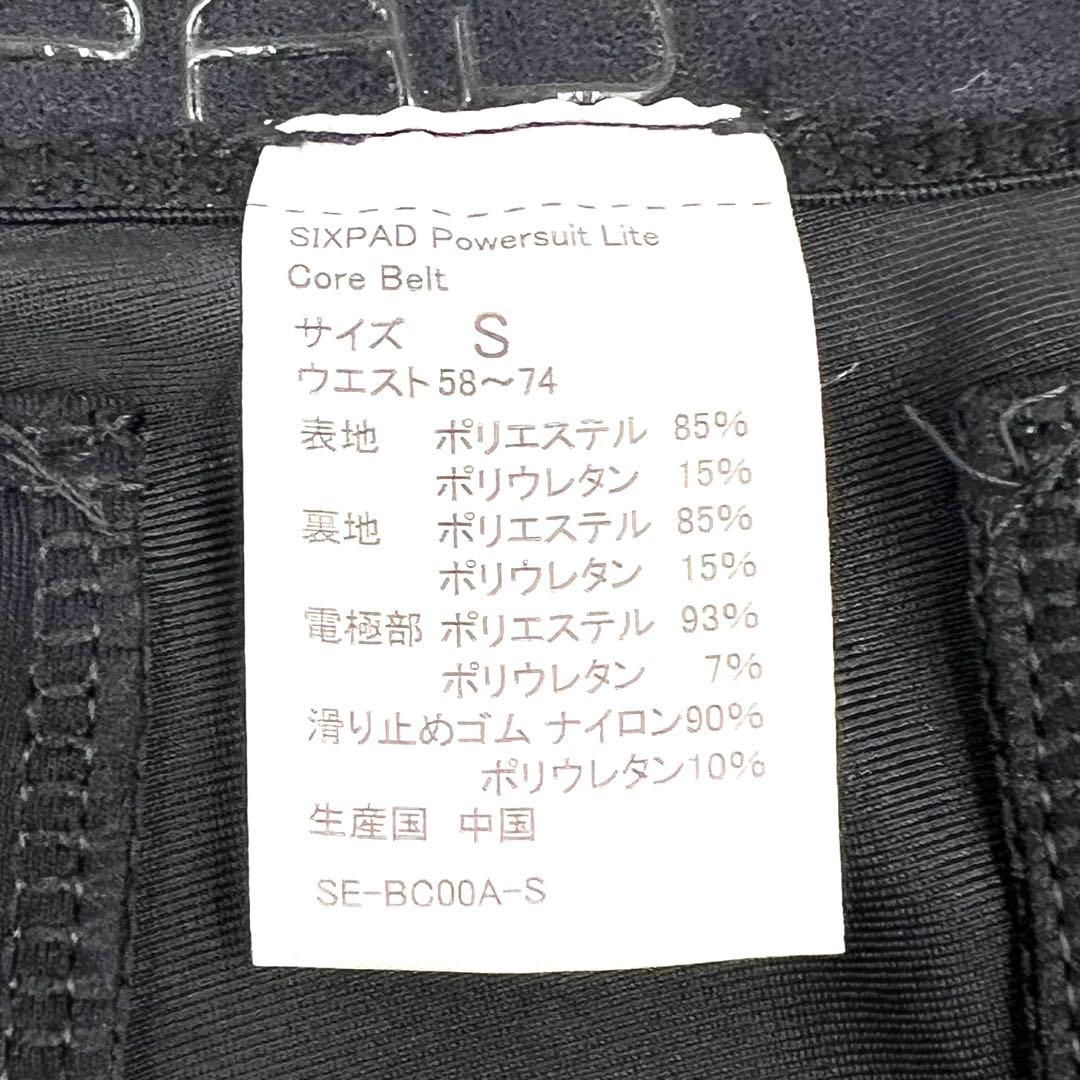 PAD
SIXPAD Powersuit Lite
Core Belt
サイズ S
ウエスト58～74
表地 ポリエステル 85%
ポリウレタン 15%
裏地 ポリエステル 85%
ポリウレタン 15%
電極部 ポリエステル 93%
ポリウレタン 7%
滑り止めゴム ナイロン90%
ポリウレタン10%
生産国 中国
SE-BC00A-S